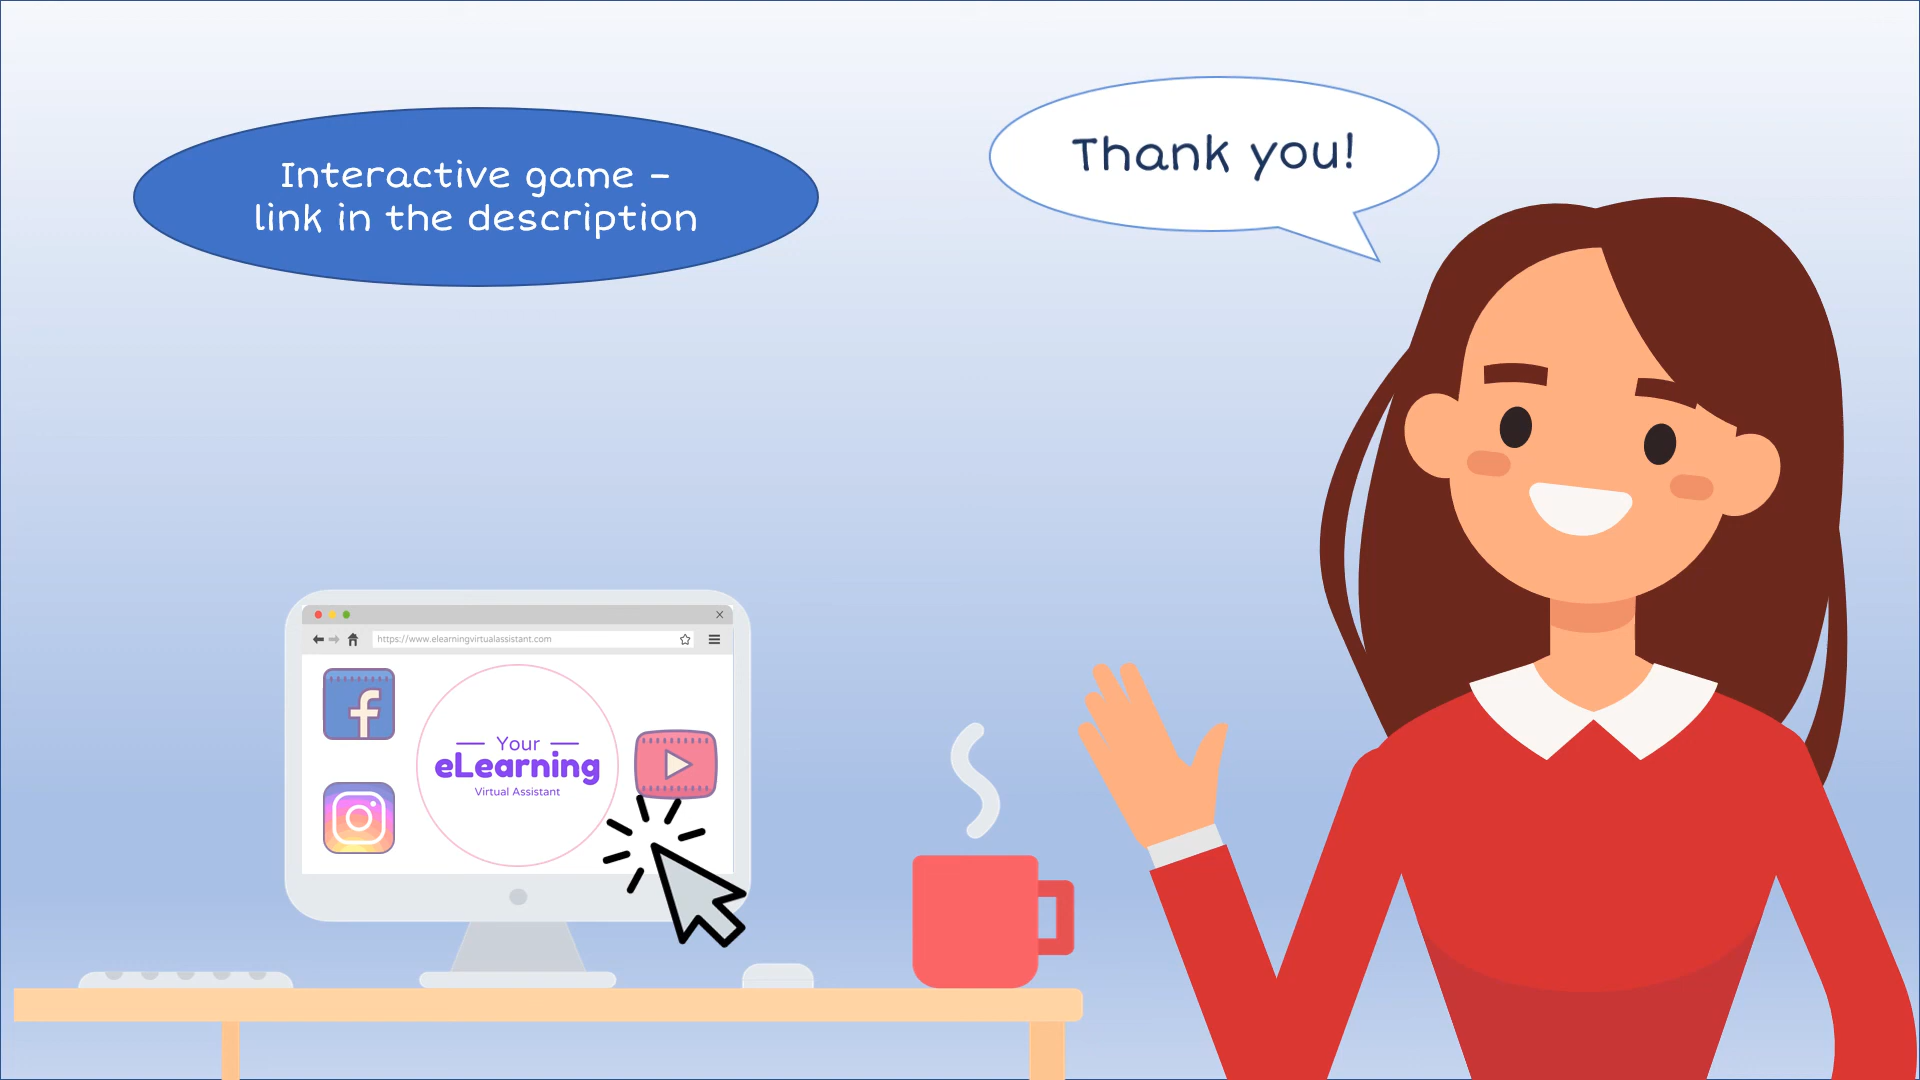 Interactive game –
link in the description
Thank you!
https://www.elearningvirtualassistant.com
Your
eLearning
Virtual Assistant